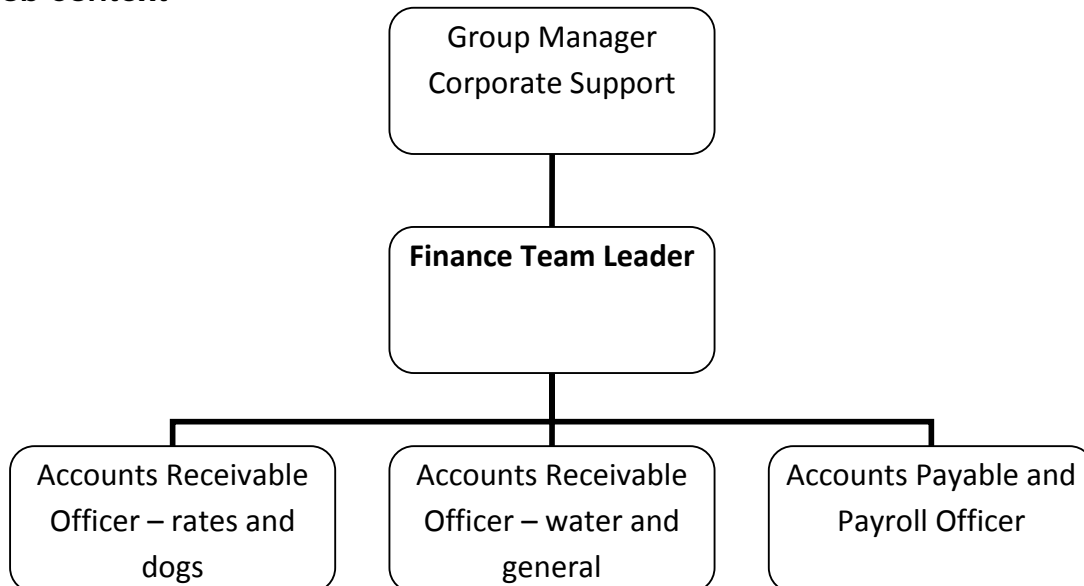 Group Manager
Corporate Support
Finance Team Leader
Accounts Receivable
Officer – rates and
dogs
Accounts Receivable
Officer – water and
general
Accounts Payable and
Payroll Officer